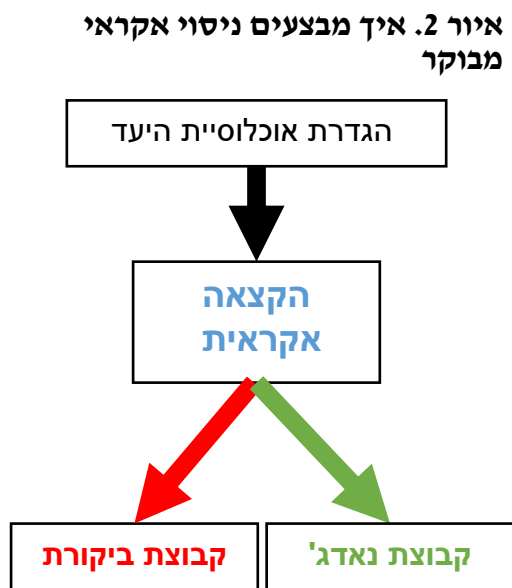 איור 2. איך מבצעים ניסוי אקראי
מבוקר
הגדרת אוכלוסיית היעד
הקצאה
אקראית
קבוצת נאדג'
קבוצת ביקורת